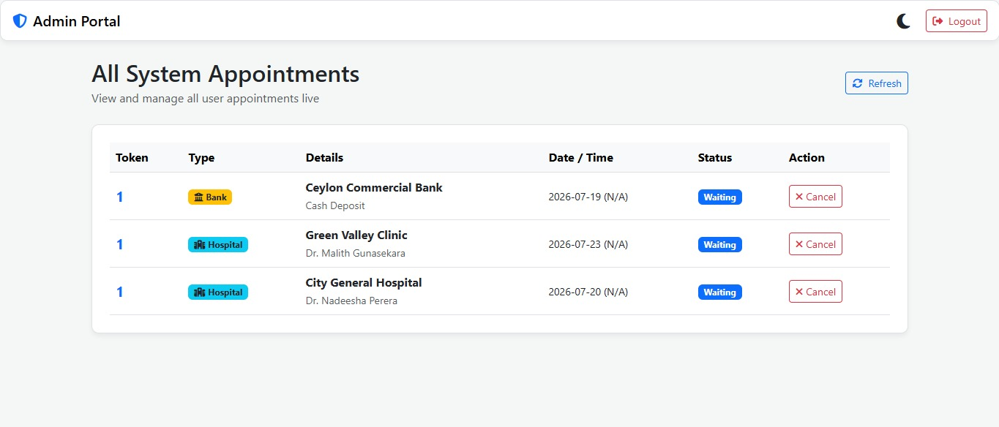 Admin Portal
Logout
All System Appointments
View and manage all user appointments live
Refresh
Token Type Details Date / Time Status Action
1 Bank Ceylon Commercial Bank 2026-07-19 (N/A) Waiting Cancel
Cash Deposit
1 Hospital Green Valley Clinic 2026-07-23 (N/A) Waiting Cancel
Dr. Malith Gunasekara
1 Hospital City General Hospital 2026-07-20 (N/A) Waiting Cancel
Dr. Nadeesha Perera